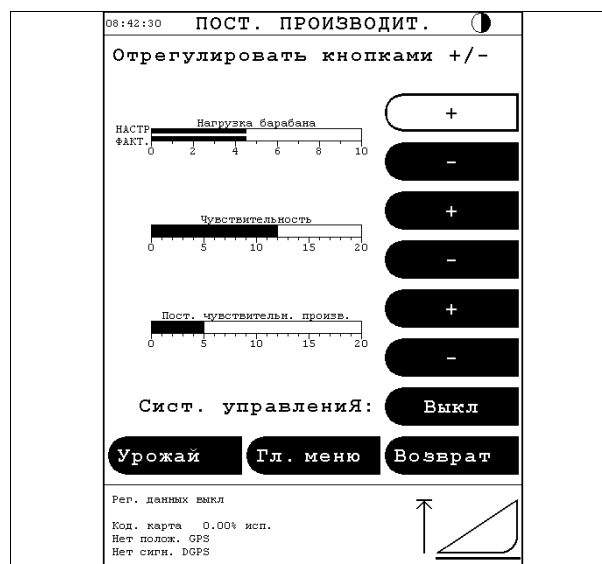 08:42:30 ПОСТ. ПРОИЗВОДИТ.
Отрегулировать кнопками +/-
Нагрузка барабана
+
НАСТР
ФАКТ.
0 2 4 6 8 10
-
Чувствительность
+
0 5 10 15 20
-
Пост. чувствительн. произв.
+
0 5 10 15 20
-
Сист. управлениЯ: Выкл
Урожай Гл. меню Возврат
Рег. данных выкл
Код. карта 0.00% исп.
Нет полож. GPS
Нет сигн. DGPS